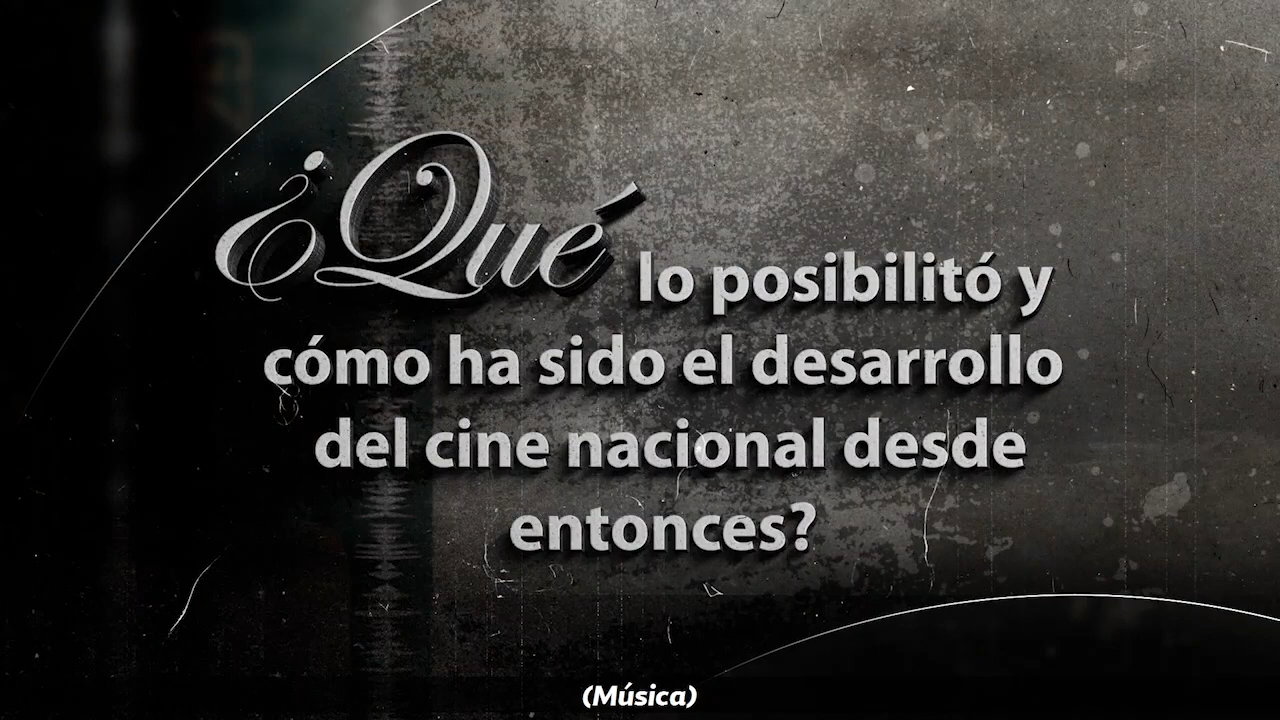 ¿Qué lo posibilitó y
cómo ha sido el desarrollo
del cine nacional desde
entonces?
(Música)